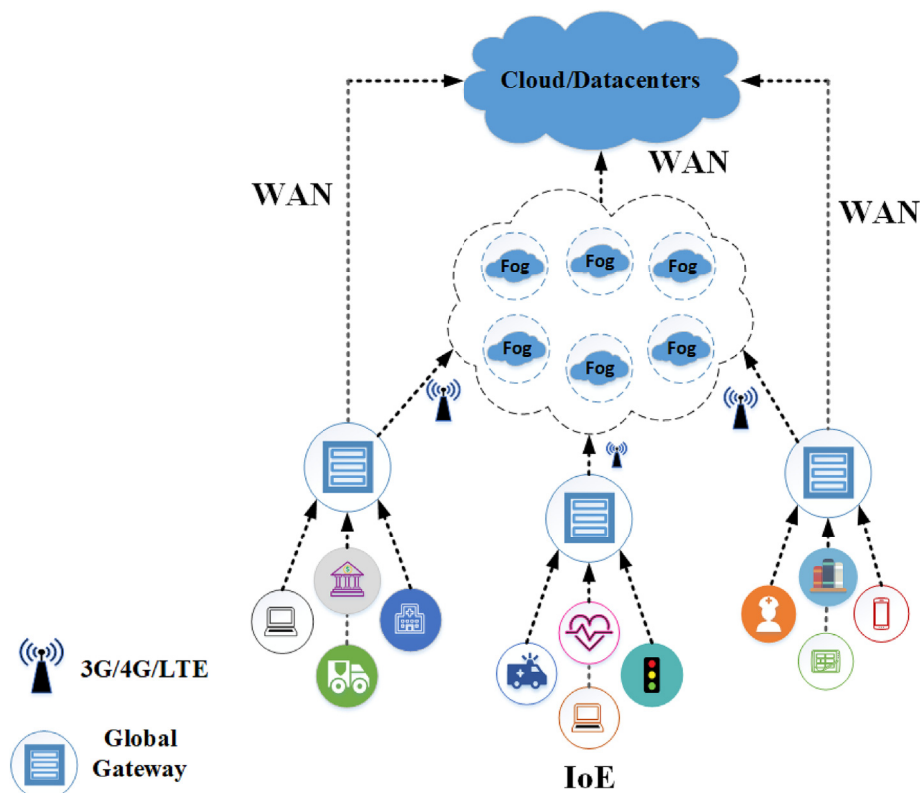 Cloud/Datacenters
WAN
WAN
WAN
Fog
Fog
Fog
Fog
Fog
Fog
3G/4G/LTE
Global
Gateway
IoE